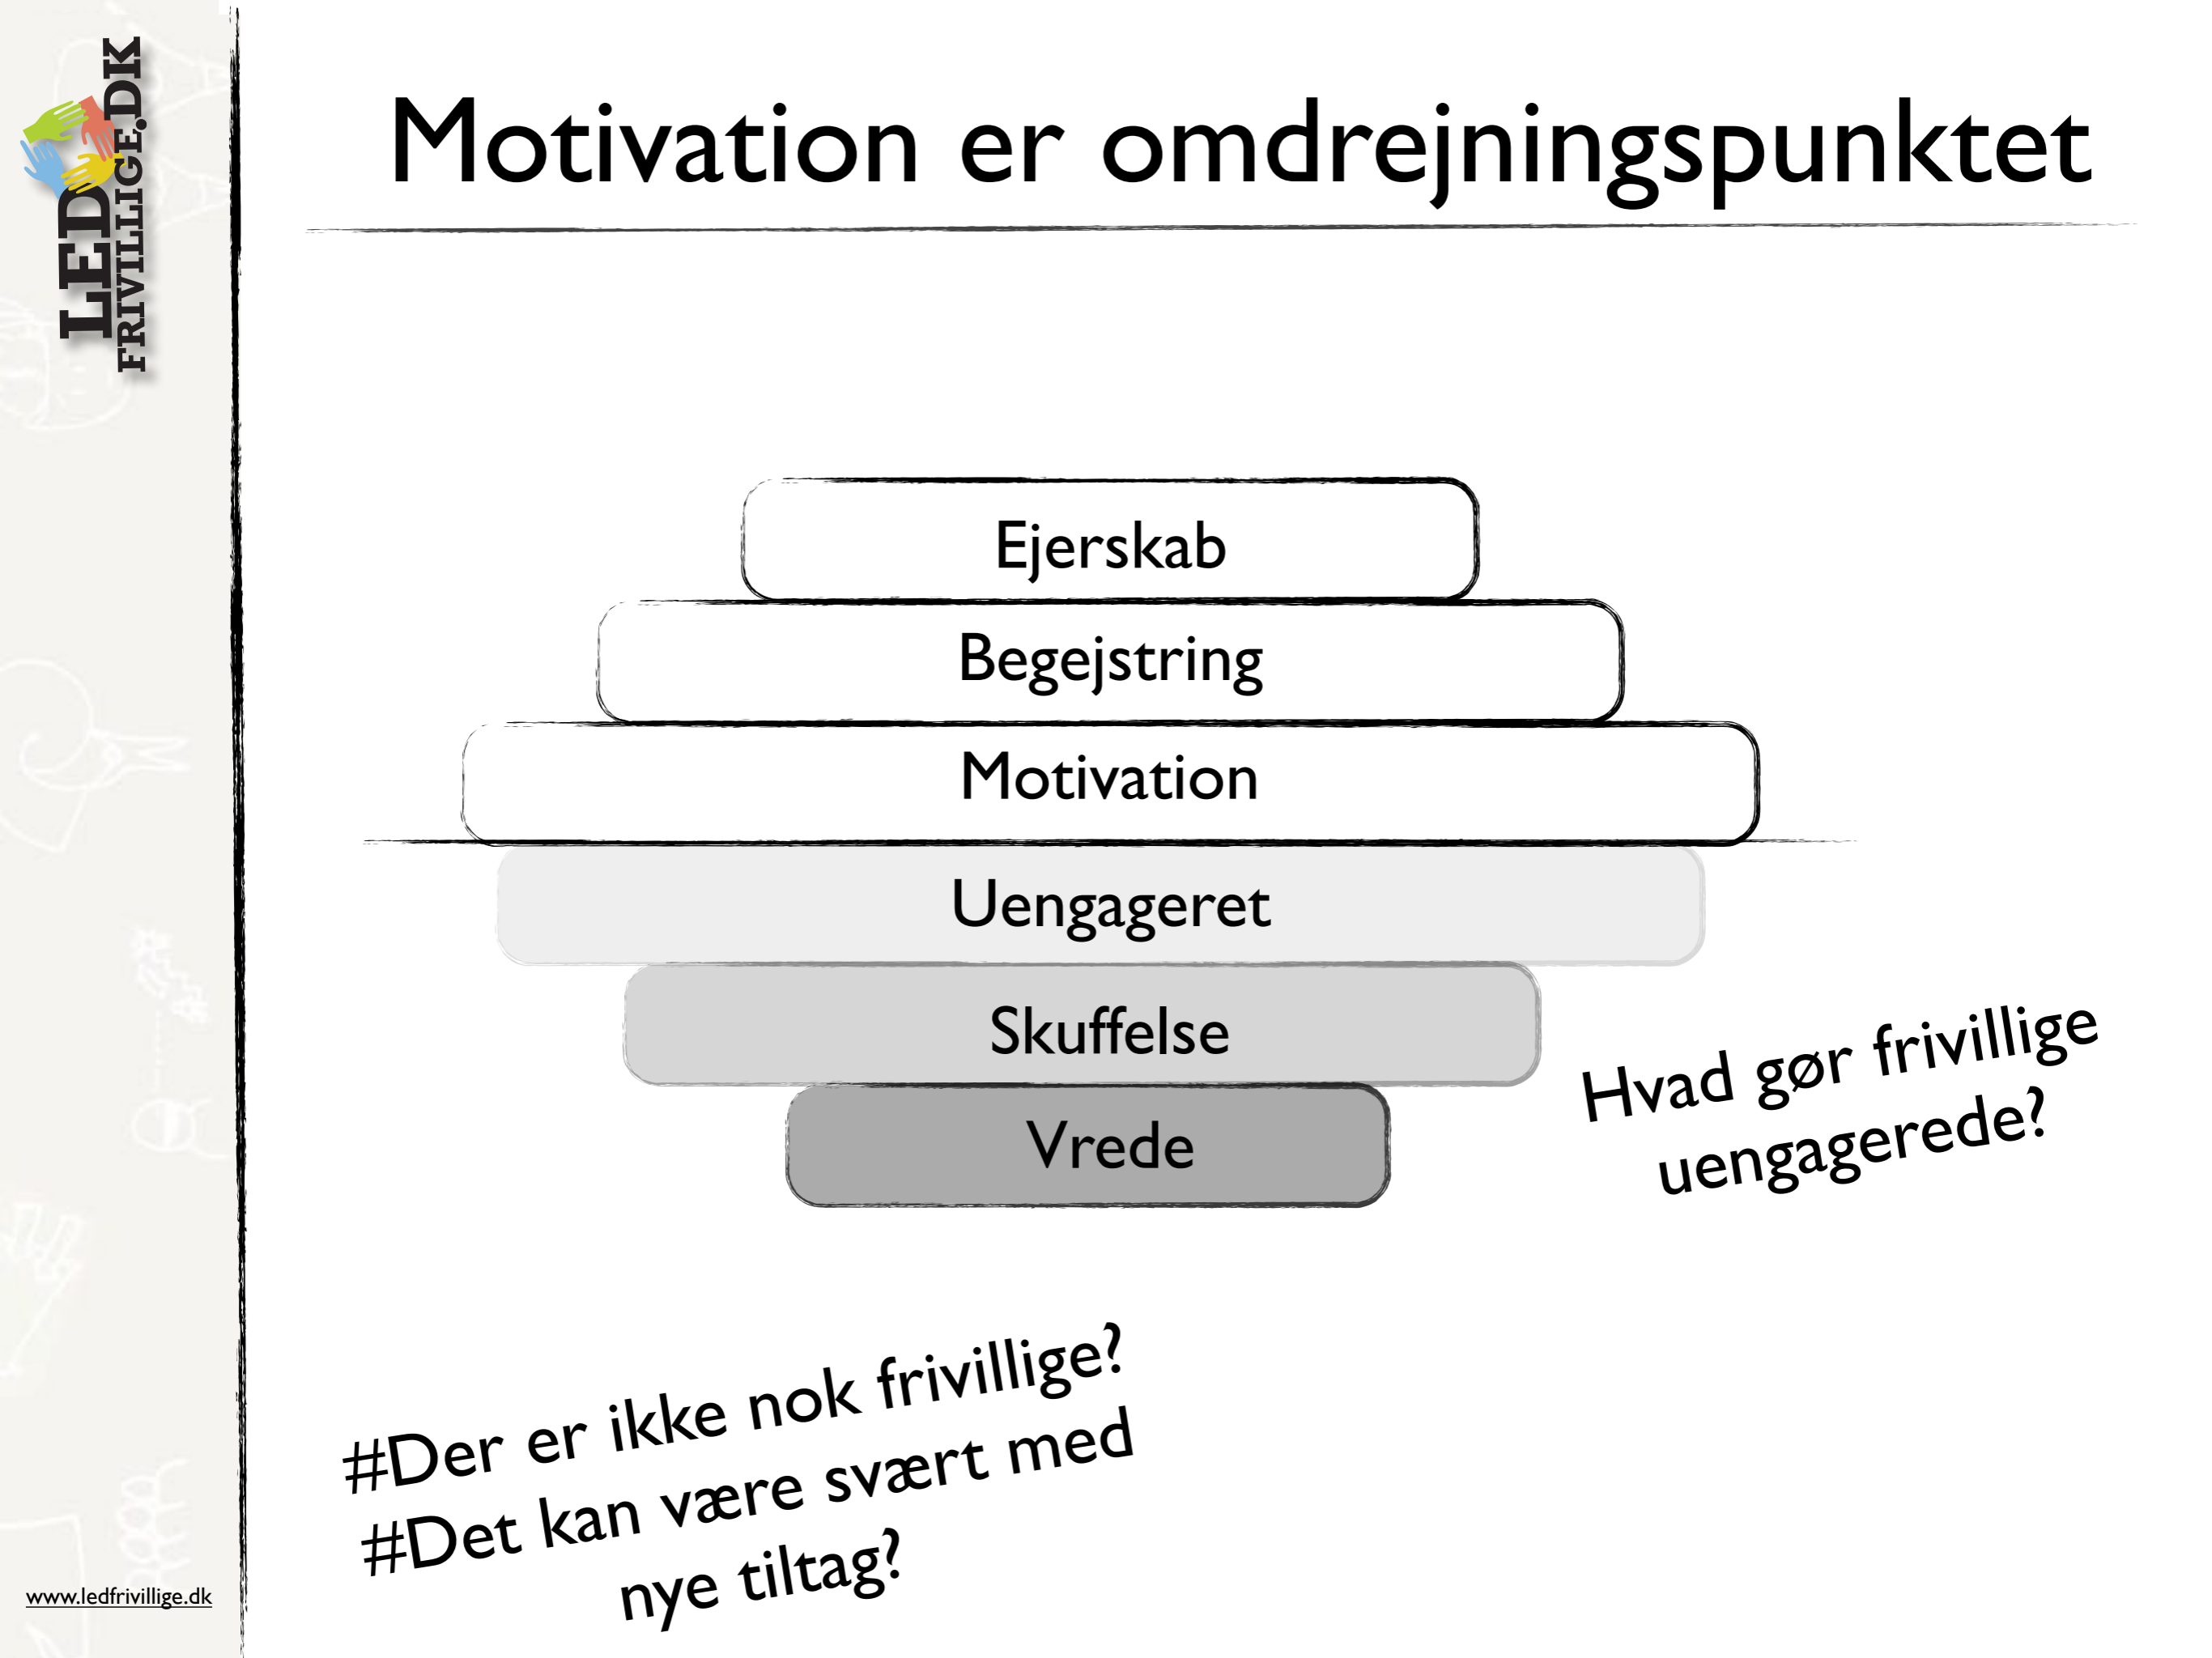 LED
FRIVILLIGE.DK
Motivation er omdrejningspunktet
Ejerskab
Begejstring
Motivation
Uengageret
Skuffelse
Vrede
Hvad gør frivillige
uengagerede?
#Der er ikke nok frivillige?
#Det kan være svært med
nye tiltag?
www.ledfrivillige.dk